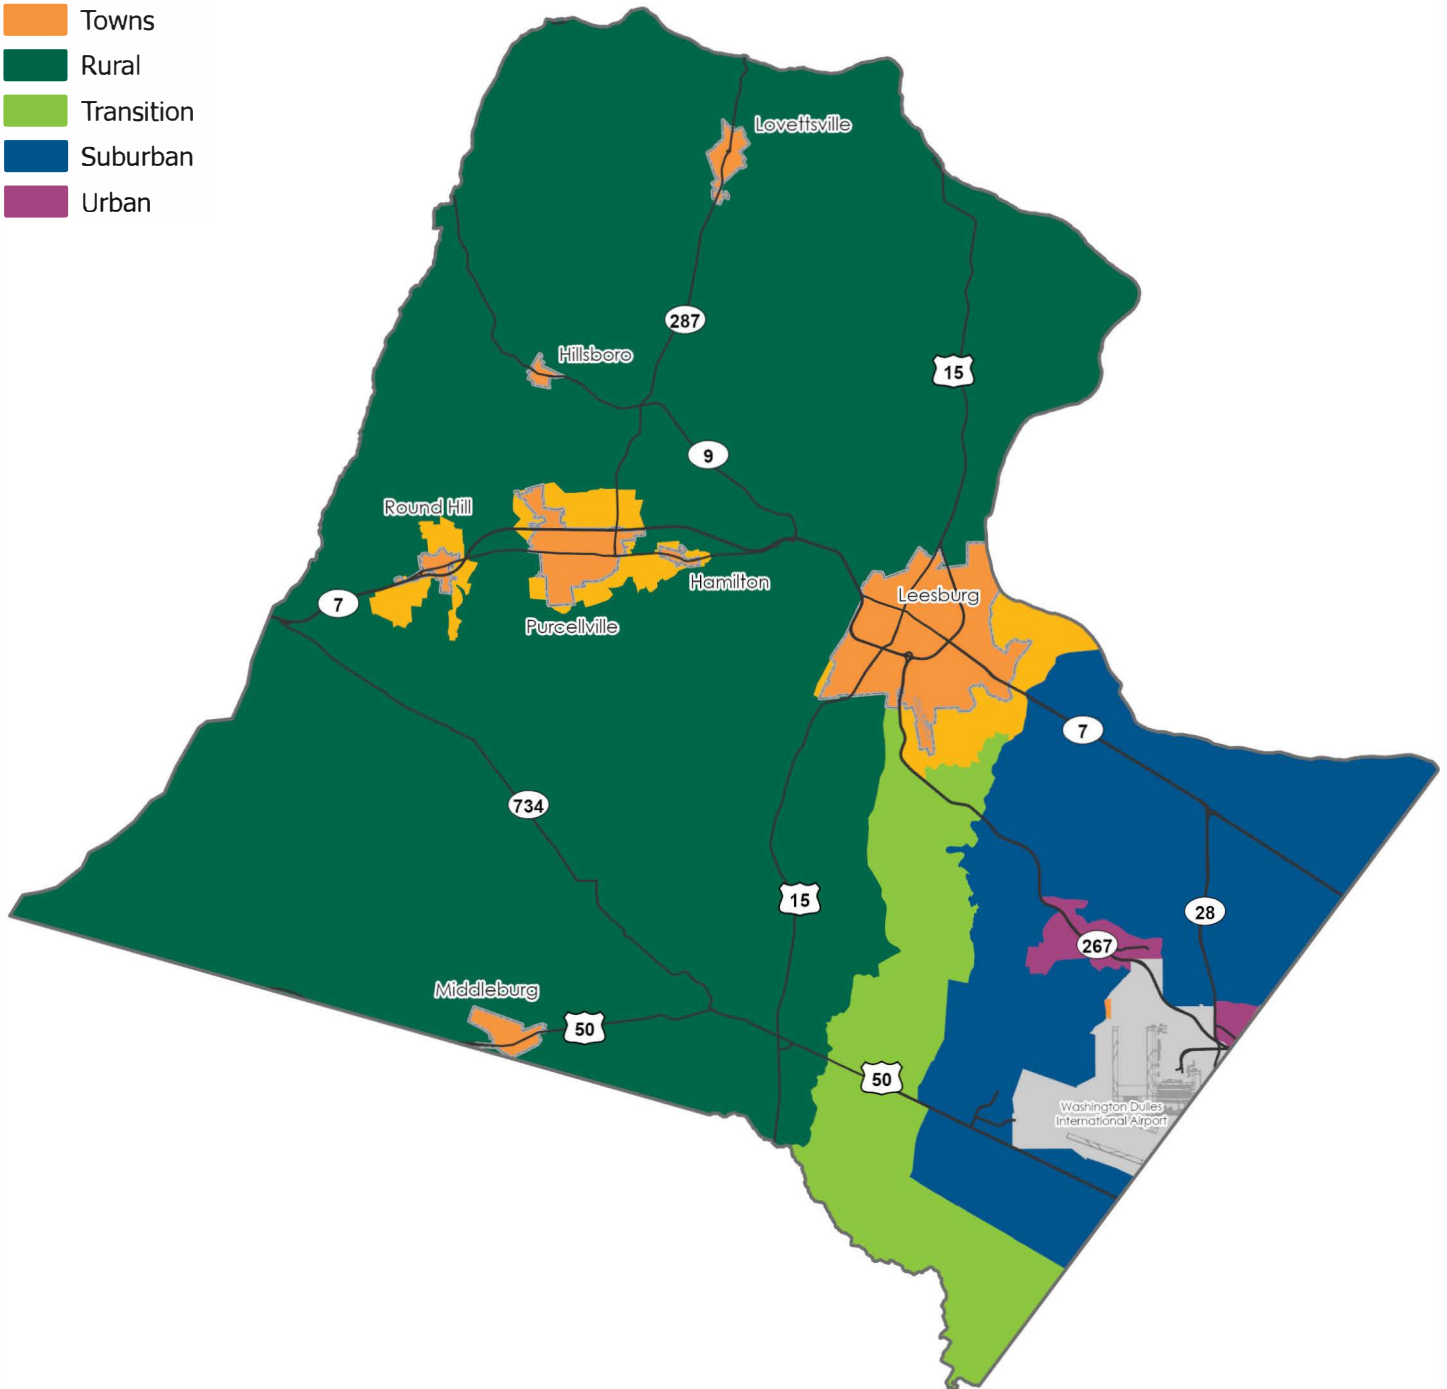 Towns
Rural
Transition
Suburban
Urban
Lovettsville
287
Hillsboro
15
9
Round Hill
Hamilton
Leesburg
7
Purcellville
7
734
15
28
267
Middleburg
50
50
Washington Dulles
International Airport